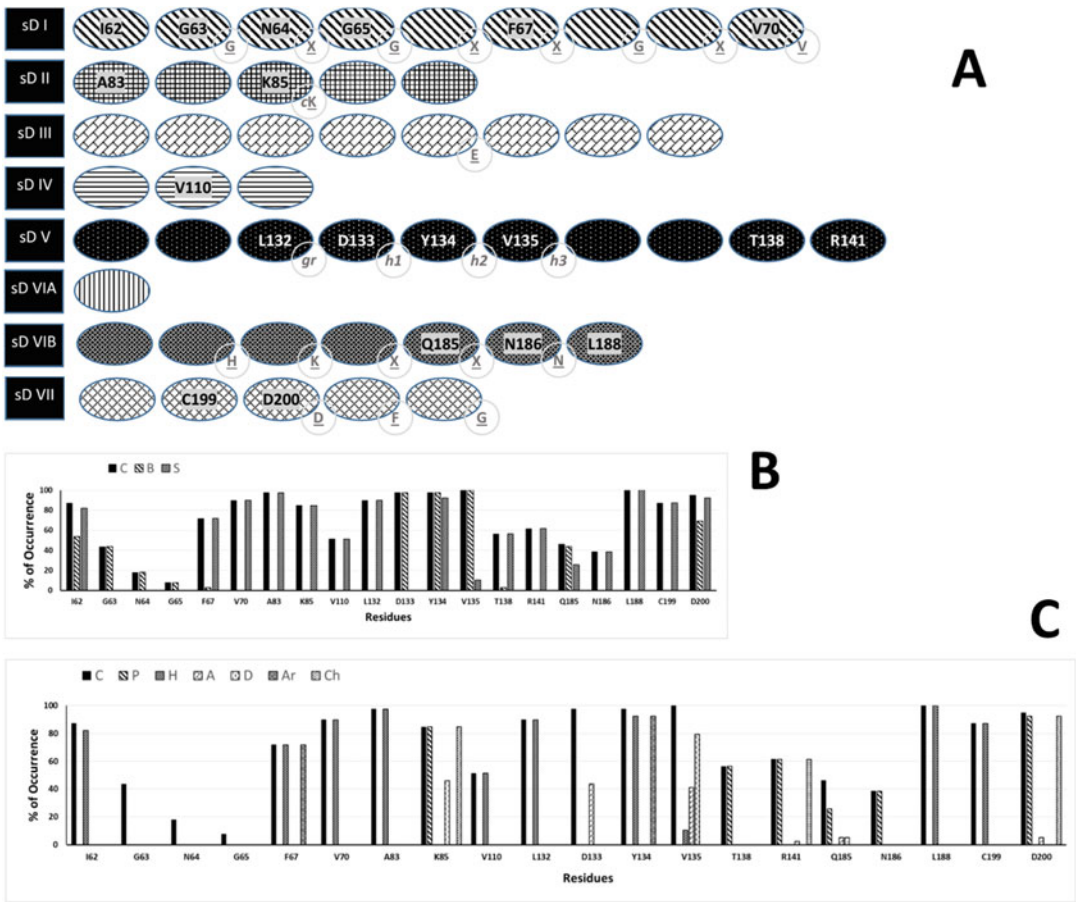 sD I I62 G63 N64 G65 F67 V70
G X G X X G X V
A
sD II A83 K85
cK
sD III
E
sD IV V110
sD V L132 D133 Y134 V135 T138 R141
gr h1 h2 h3
sD VIA
sD VIB Q185 N186 L188
H K X X N
sD VII C199 D200
D F G
B
C B S
% of Occurrence
100
80
60
40
20
0
I62 G63 N64 G65 F67 V70 A83 K85 V110 L132 D133 Y134 V135 T138 R141 Q185 N186 L188 C199 D200
Residues
C
C P H A D Ar Ch
% of Occurrence
100
80
60
40
20
0
I62 G63 N64 G65 F67 V70 A83 K85 V110 L132 D133 Y134 V135 T138 R141 Q185 N186 L188 C199 D200
Residues